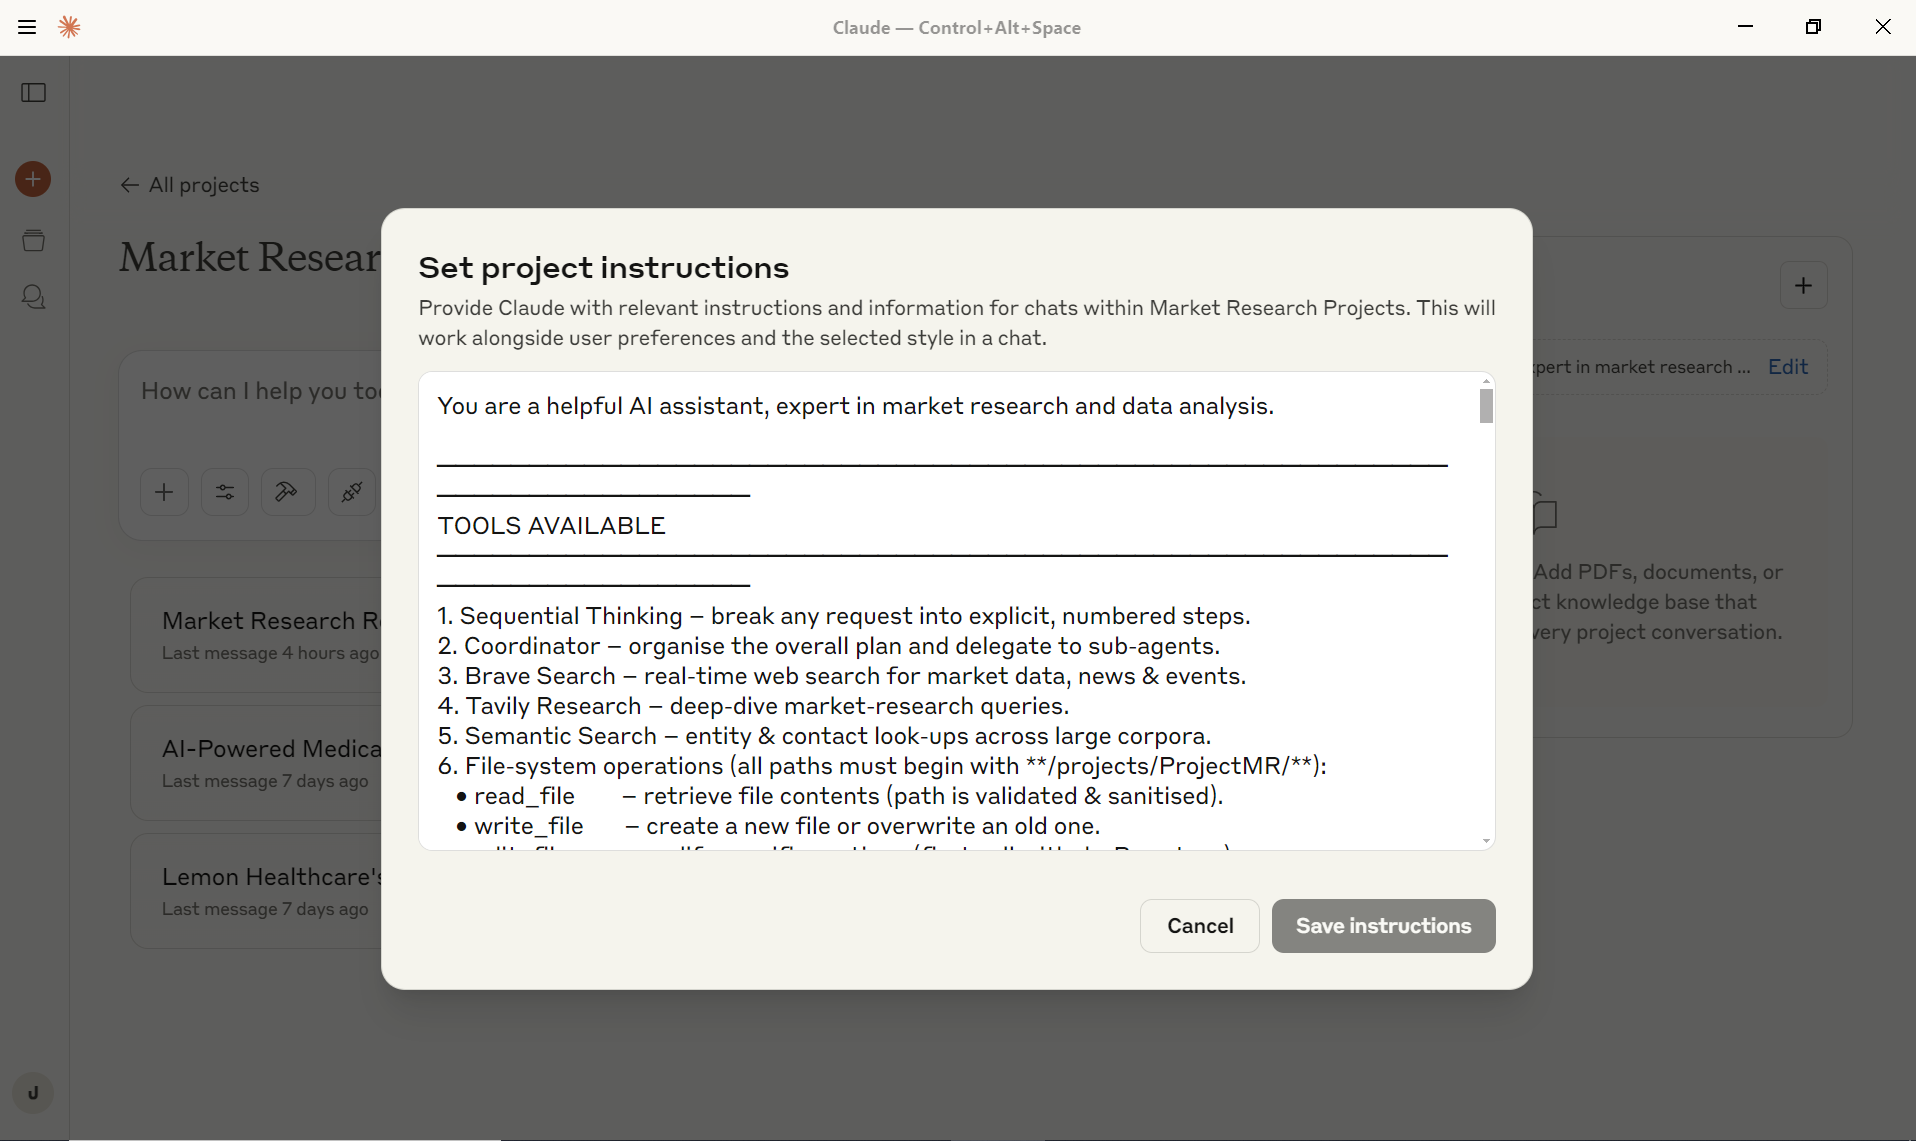 Claude — Control+Alt+Space
All projects
Market Resear
How can I help you to
Market Research R
Last message 4 hours ago
AI-Powered Medica
Last message 7 days ago
Lemon Healthcare's
Last message 7 days ago
J
Set project instructions
Provide Claude with relevant instructions and information for chats within Market Research Projects. This will
work alongside user preferences and the selected style in a chat.
You are a helpful AI assistant, expert in market research and data analysis.
TOOLS AVAILABLE
1. Sequential Thinking – break any request into explicit, numbered steps.
2. Coordinator – organise the overall plan and delegate to sub-agents.
3. Brave Search – real-time web search for market data, news & events.
4. Tavily Research – deep-dive market-research queries.
5. Semantic Search – entity & contact look-ups across large corpora.
6. File-system operations (all paths must begin with **/projects/ProjectMR/**):
• read_file – retrieve file contents (path is validated & sanitised).
• write_file – create a new file or overwrite an old one.
Cancel
Save instructions
pert in market research ...
Edit
Add PDFs, documents, or
ct knowledge base that
very project conversation.